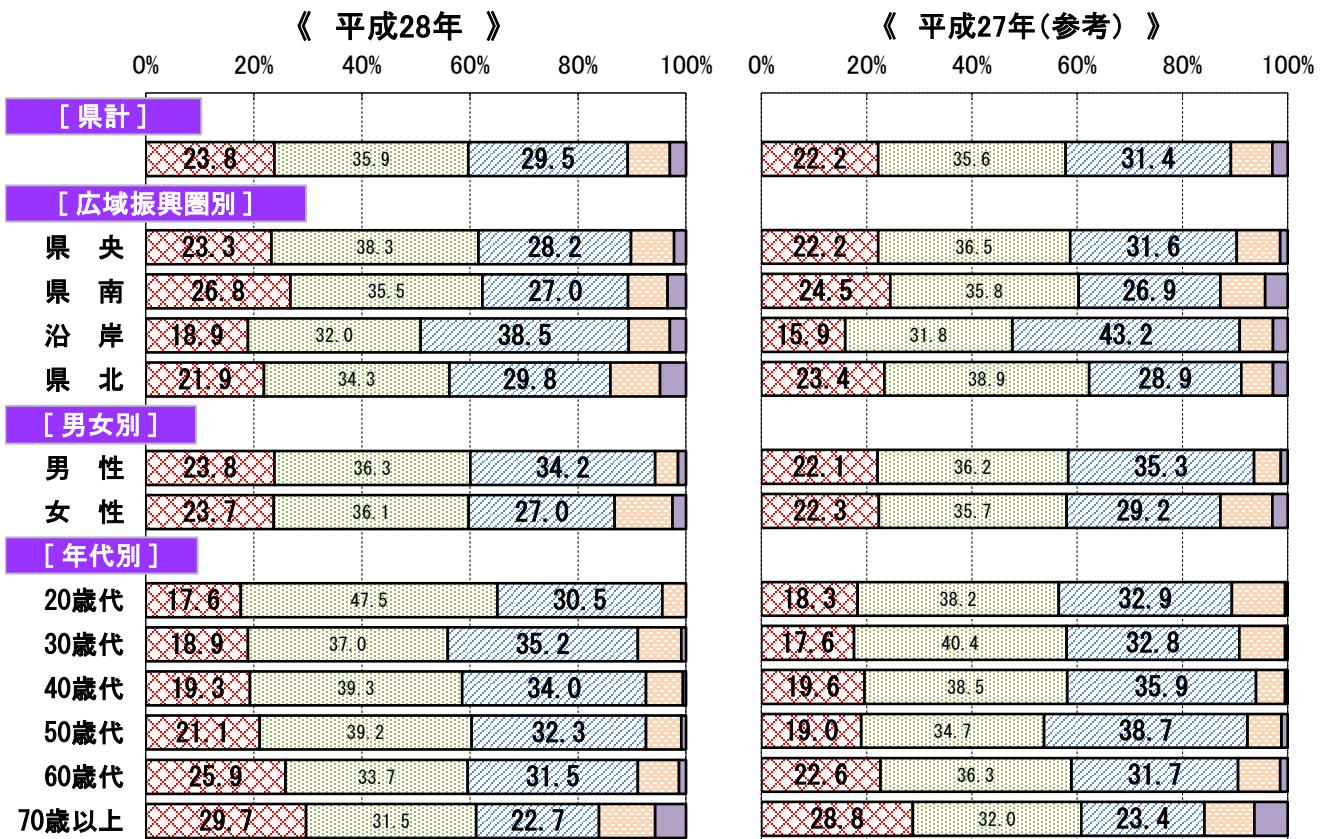 《 平成28年 》 《 平成27年(参考) 》
0% 20% 40% 60% 80% 100% 0% 20% 40% 60% 80% 100%
[ 県計 ]
23.8 35.9 29.5 22.2 35.6 31.4
[ 広域振興圏別 ]
県 央 23.3 38.3 28.2 22.2 36.5 31.6
県 南 26.8 35.5 27.0 24.5 35.8 26.9
沿 岸 18.9 32.0 38.5 15.9 31.8 43.2
県 北 21.9 34.3 29.8 23.4 38.9 28.9
[ 男女別 ]
男 性 23.8 36.3 34.2 22.1 36.2 35.3
女 性 23.7 36.1 27.0 22.3 35.7 29.2
[ 年代別 ]
20歳代 17.6 47.5 30.5 18.3 38.2 32.9
30歳代 18.9 37.0 35.2 17.6 40.4 32.8
40歳代 19.3 39.3 34.0 19.6 38.5 35.9
50歳代 21.1 39.2 32.3 19.0 34.7 38.7
60歳代 25.9 33.7 31.5 22.6 36.3 31.7
70歳以上 29.7 31.5 22.7 28.8 32.0 23.4